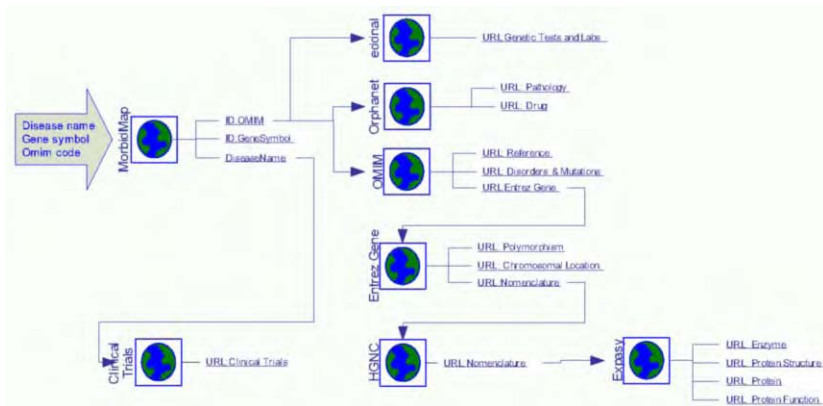 Disease name
Gene symbol
Omim code
MorbidMap
ID.OMIM
ID.GeneSymbol
DiseaseName
eddnal
URL Genetic Tests and Labs
Orphanet
URL: Pathology
URL: Drug
OMIM
URL: Reference
URL: Disorders & Mutations
URL Entrez Gene
Entrez Gene
URL: Polymorphism
URL: Chromosomal Location
URL: Nomenclature
Clinical
Trials
URL: Clinical Trials
HGNC
URL: Nomenclature
Expasy
URL: Enzyme
URL: Protein Structure
URL: Protein
URL: Protein Function